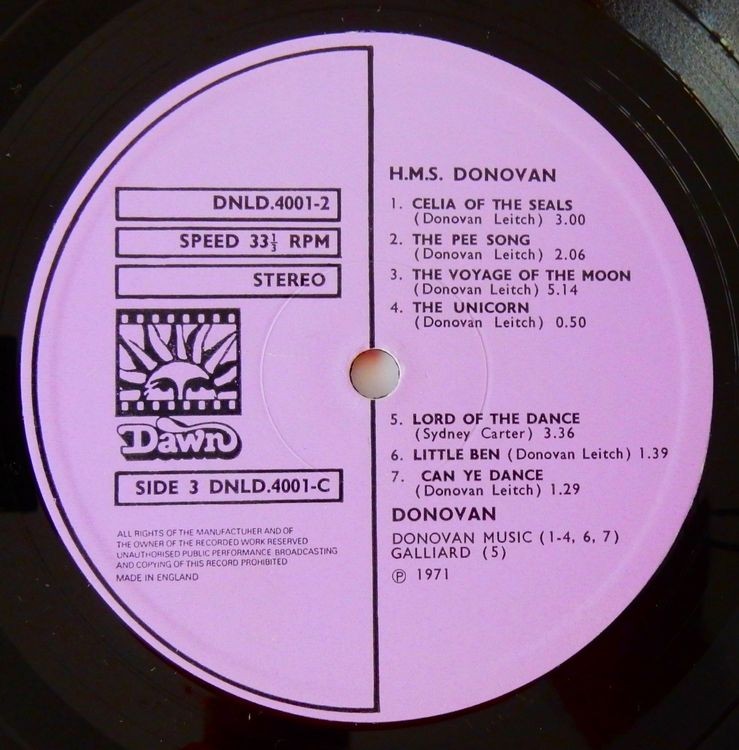 DNLD.4001-2
SPEED 33⅓ RPM
STEREO
Dawn
SIDE 3 DNLD.4001-C
ALL RIGHTS OF THE MANUFACTURER AND OF
THE OWNER OF THE RECORDED WORK RESERVED
UNAUTHORISED PUBLIC PERFORMANCE BROADCASTING
AND COPYING OF THIS RECORD PROHIBITED
MADE IN ENGLAND
H.M.S. DONOVAN
1. CELIA OF THE SEALS
(Donovan Leitch) 3.00
2. THE PEE SONG
(Donovan Leitch) 2.06
3. THE VOYAGE OF THE MOON
(Donovan Leitch) 5.14
4. THE UNICORN
(Donovan Leitch) 0.50
5. LORD OF THE DANCE
(Sydney Carter) 3.36
6. LITTLE BEN (Donovan Leitch) 1.39
7. CAN YE DANCE
(Donovan Leitch) 1.29
DONOVAN
DONOVAN MUSIC (1-4, 6, 7)
GALLIARD (5)
℗ 1971